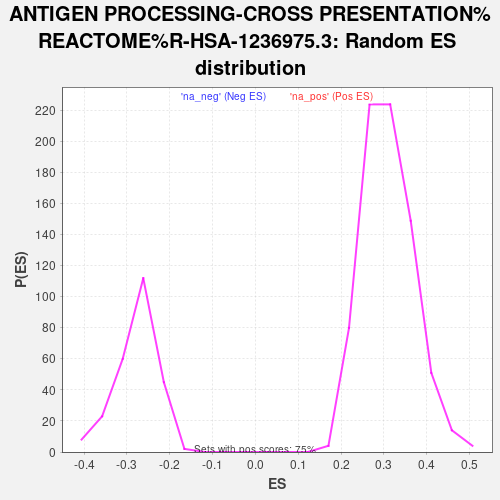 ANTIGEN PROCESSING-CROSS PRESENTATION%
REACTOME%R-HSA-1236975.3: Random ES
distribution
'na_neg' (Neg ES) 'na_pos' (Pos ES)
220
200
180
160
140
120
100
80
60
40
20
0
P(ES)
Sets with pos scores: 75%
-0.4 -0.3 -0.2 -0.1 0.0 0.1 0.2 0.3 0.4 0.5
ES